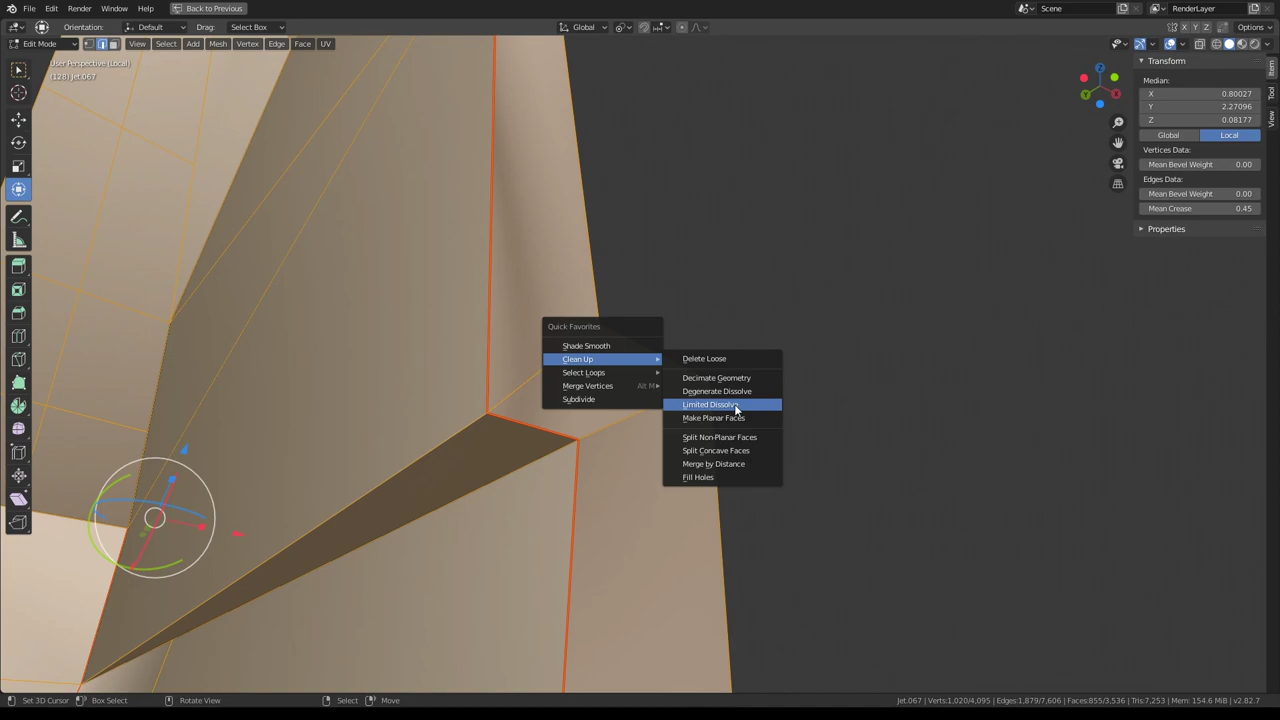 File Edit Render Window Help Back to Previous Scene RenderLayer
Orientation: Default Drag: Select Box Global X Y Z Options
Edit Mode View Select Add Mesh Vertex Edge Face UV
User Perspective (Local)
(128) Jet.067
Z
Y
X
Transform
Median:
X 0.80027
Y 2.27096
Z 0.08177
Global Local
Vertices Data:
Mean Bevel Weight 0.00
Edges Data:
Mean Bevel Weight 0.00
Mean Crease 0.45
Properties
Item
Tool
View
Quick Favorites
Shade Smooth
Clean Up
Select Loops
Merge Vertices Alt M
Subdivide
Delete Loose
Decimate Geometry
Degenerate Dissolve
Limited Dissolve
Make Planar Faces
Split Non-Planar Faces
Split Concave Faces
Merge by Distance
Fill Holes
Set 3D Cursor Box Select Rotate View Select Move Jet.067 | Verts:1,020/4,095 | Edges:1,879/7,606 | Faces:855/3,536 | Tris:7,253 | Mem: 154.6 MiB | v2.82.7